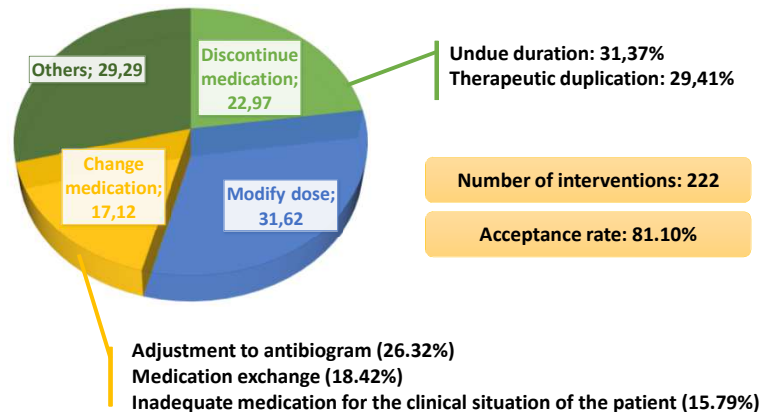 Others; 29,29
Discontinue
medication;
22,97
Undue duration: 31,37%
Therapeutic duplication: 29,41%
Change
medication;
17,12
Modify dose;
31,62
Number of interventions: 222
Acceptance rate: 81.10%
Adjustment to antibiogram (26.32%)
Medication exchange (18.42%)
Inadequate medication for the clinical situation of the patient (15.79%)